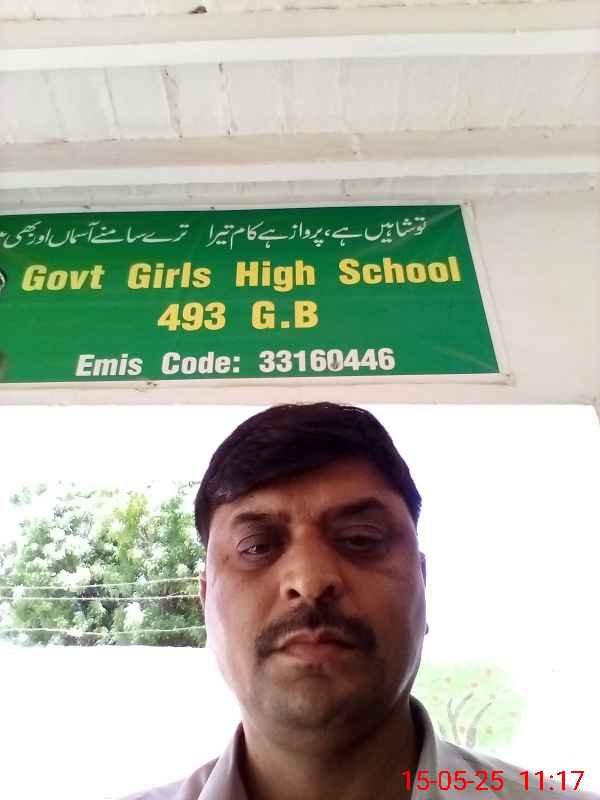 تو شاہیں ہے، پرواز ہے کام تیرا ترے سامنے آسماں اور بھی
Govt Girls High School
493 G.B
Emis Code: 33160446
15-05-25 11:17